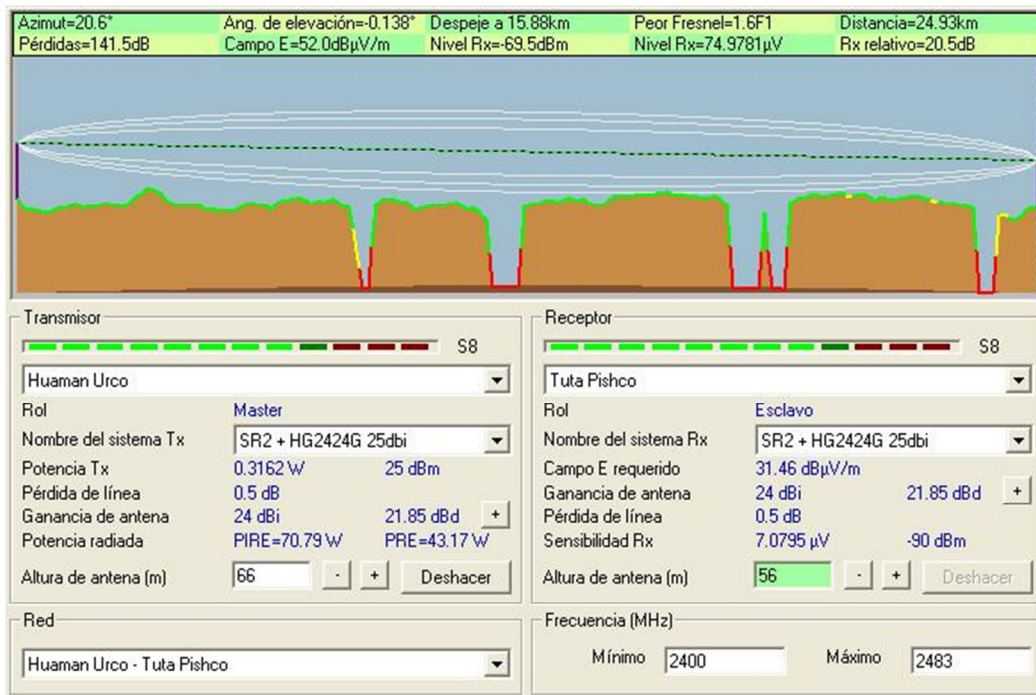 Azimut=20.6° Ang. de elevación=-0.138° Despeje a 15.88km Peor Fresnel=1.6F1 Distancia=24.93km
Pérdidas=141.5dB Campo E=52.0dBµV/m Nivel Rx=-69.5dBm Nivel Rx=74.9781µV Rx relativo=20.5dB
Transmisor
S8
Huaman Urco
Rol Master
Nombre del sistema Tx SR2 + HG2424G 25dbi
Potencia Tx 0.3162 W 25 dBm
Pérdida de línea 0.5 dB
Ganancia de antena 24 dBi 21.85 dBd +
Potencia radiada PIRE=70.79 W PRE=43.17 W
Altura de antena (m) 66 - + Deshacer
Red
Huaman Urco - Tuta Pishco
Receptor
S8
Tuta Pishco
Rol Esclavo
Nombre del sistema Rx SR2 + HG2424G 25dbi
Campo E requerido 31.46 dBµV/m
Ganancia de antena 24 dBi 21.85 dBd +
Pérdida de línea 0.5 dB
Sensibilidad Rx 7.0795 µV -90 dBm
Altura de antena (m) 56 - + Deshacer
Frecuencia (MHz)
Mínimo 2400 Máximo 2483